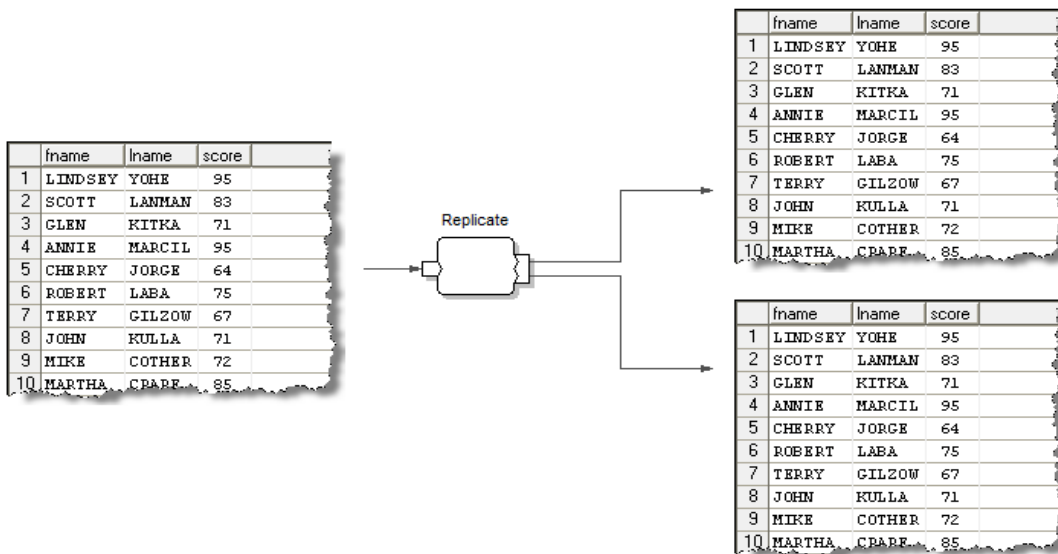 fname lname score
1 LINDSEY YOHE 95
2 SCOTT LANMAN 83
3 GLEN KITKA 71
4 ANNIE MARCIL 95
5 CHERRY JORGE 64
6 ROBERT LABA 75
7 TERRY GILZOW 67
8 JOHN KULLA 71
9 MIKE COTHER 72
10 MARTHA 85
Replicate
fname lname score
1 LINDSEY YOHE 95
2 SCOTT LANMAN 83
3 GLEN KITKA 71
4 ANNIE MARCIL 95
5 CHERRY JORGE 64
6 ROBERT LABA 75
7 TERRY GILZOW 67
8 JOHN KULLA 71
9 MIKE COTHER 72
10 MARTHA 85
fname lname score
1 LINDSEY YOHE 95
2 SCOTT LANMAN 83
3 GLEN KITKA 71
4 ANNIE MARCIL 95
5 CHERRY JORGE 64
6 ROBERT LABA 75
7 TERRY GILZOW 67
8 JOHN KULLA 71
9 MIKE COTHER 72
10 MARTHA 85